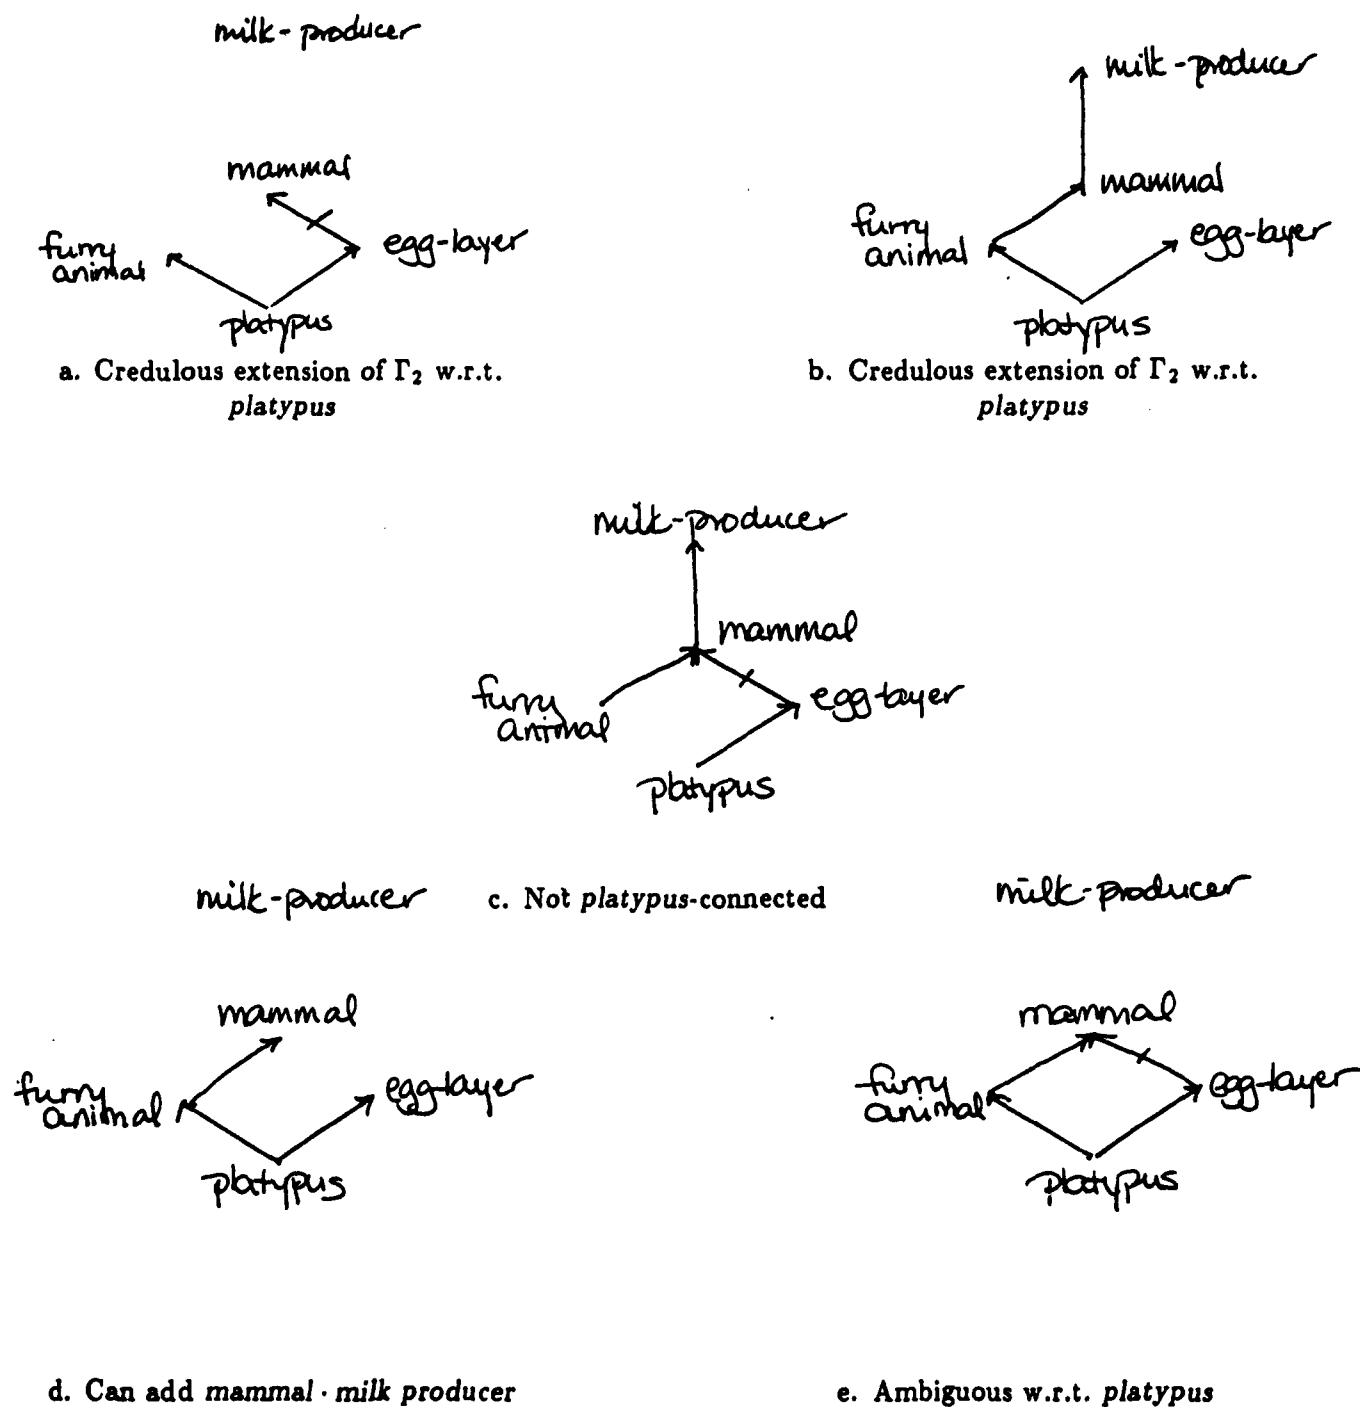 milk-producer
mammal
furry
animal
egg-layer
platypus
a. Credulous extension of Γ₂ w.r.t.
platypus
milk-producer
mammal
furry
animal
egg-layer
platypus
b. Credulous extension of Γ₂ w.r.t.
platypus
milk-producer
mammal
furry
animal
egg-layer
platypus
c. Not platypus-connected
milk-producer
mammal
furry
animal
egg-layer
platypus
d. Can add mammal · milk producer
milk-producer
mammal
furry
animal
egg-layer
platypus
e. Ambiguous w.r.t. platypus